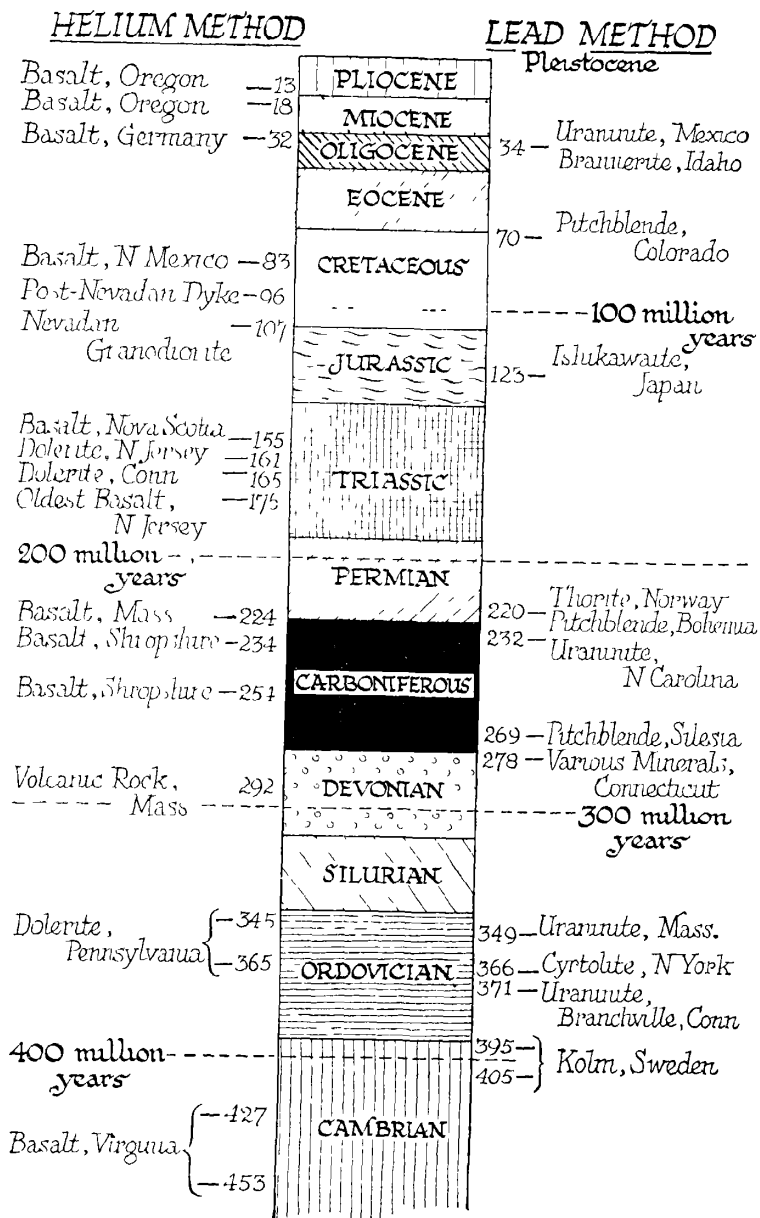 HELIUM METHOD
LEAD METHOD
Pleistocene
Basalt, Oregon —13
Basalt, Oregon —18
Basalt, Germany —32
PLIOCENE
MIOCENE
OLIGOCENE
34— Uraninite, Mexico
Brannerite, Idaho
EOCENE
70— Pitchblende,
Colorado
Basalt, N Mexico —83
Post-Nevadan Dyke—96
Nevadan —107
Granodiorite
CRETACEOUS
100 million
years
JURASSIC
123— Ishikawaite,
Japan
Basalt, Nova Scotia —155
Dolerite, N Jersey —161
Dolerite, Conn —165
Oldest Basalt, —175
N Jersey
TRIASSIC
200 million
years
PERMIAN
Basalt, Mass —224
Basalt, Shropshire —234
220— Thorite, Norway
Pitchblende, Bohemia
232— Uraninite,
N Carolina
Basalt, Shropshire —251
CARBONIFEROUS
269— Pitchblende, Silesia
278— Various Minerals,
Connecticut
Volcanic Rock, 292
Mass
DEVONIAN
300 million
years
SILURIAN
Dolerite, —345
Pennsylvania —365
ORDOVICIAN
349— Uraninite, Mass.
366— Cyrtolite, N York
371— Uraninite,
Branchville, Conn
400 million
years
395—
405— Kolm, Sweden
Basalt, Virginia —427
—453
CAMBRIAN